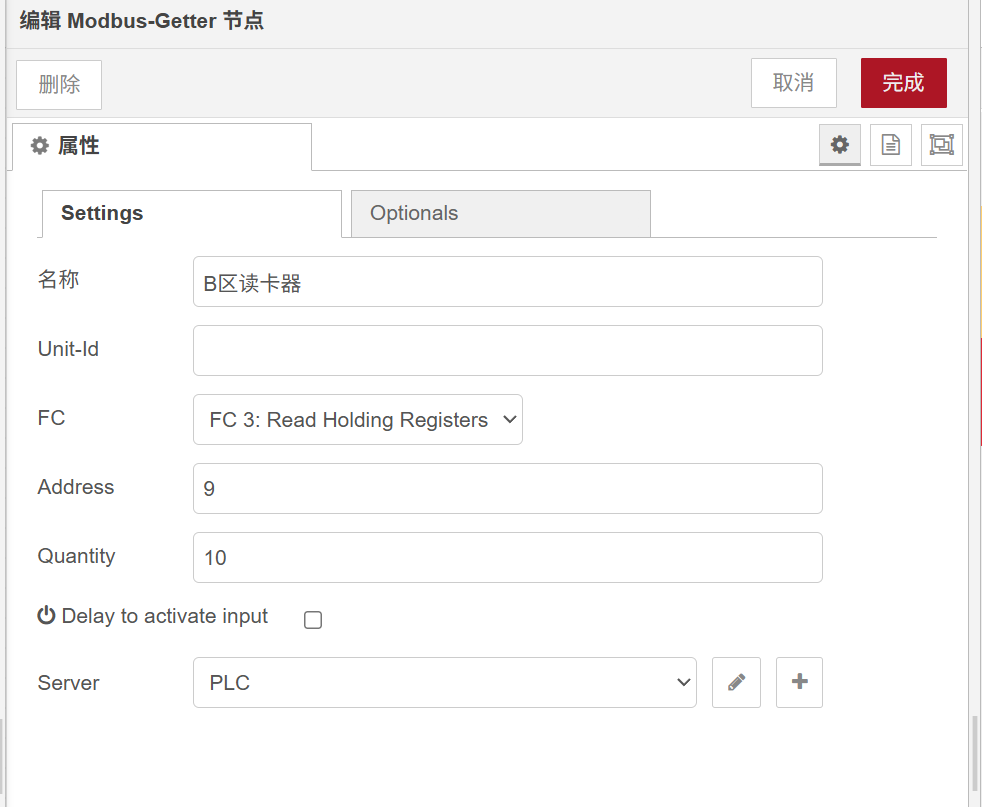 编辑 Modbus-Getter 节点
删除
取消
完成
属性
Settings
Optionals
名称
B区读卡器
Unit-Id
FC
FC 3: Read Holding Registers
Address
9
Quantity
10
Delay to activate input
Server
PLC